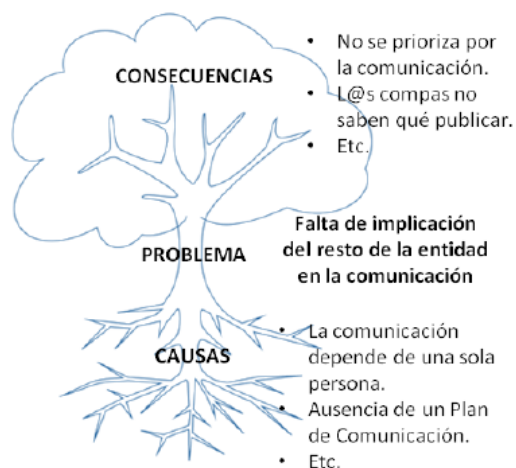 CONSECUENCIAS
• No se prioriza por
la comunicación.
• L@s compas no
saben qué publicar.
• Etc.
PROBLEMA
Falta de implicación
del resto de la entidad
en la comunicación
CAUSAS
• La comunicación
depende de una sola
persona.
• Ausencia de un Plan
de Comunicación.
• Etc.